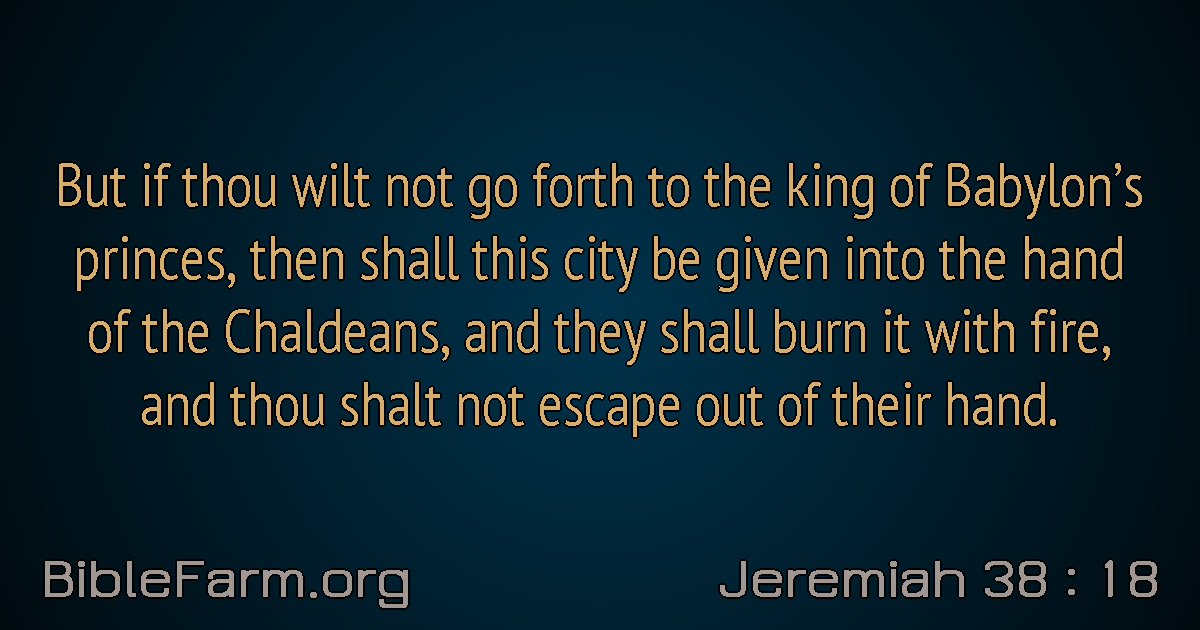 But if thou wilt not go forth to the king of Babylon’s
princes, then shall this city be given into the hand
of the Chaldeans, and they shall burn it with fire,
and thou shalt not escape out of their hand.
BibleFarm.org
Jeremiah 38 : 18